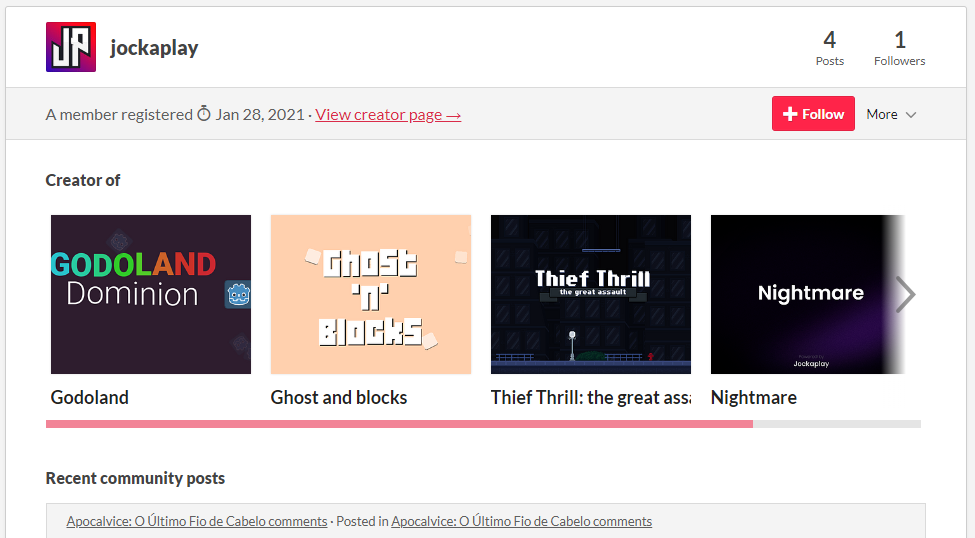 JP
jockaplay
4
Posts
1
Followers
A member registered Jan 28, 2021 · View creator page →
Follow
More
Creator of
GODOLAND
Dominion
Ghost
'n'
Blocks
Thief Thrill
the great assault
Nightmare
Powered by
Jockaplay
Godoland
Ghost and blocks
Thief Thrill: the great assa
Nightmare
Recent community posts
Apocalvice: O Último Fio de Cabelo comments · Posted in Apocalvice: O Último Fio de Cabelo comments